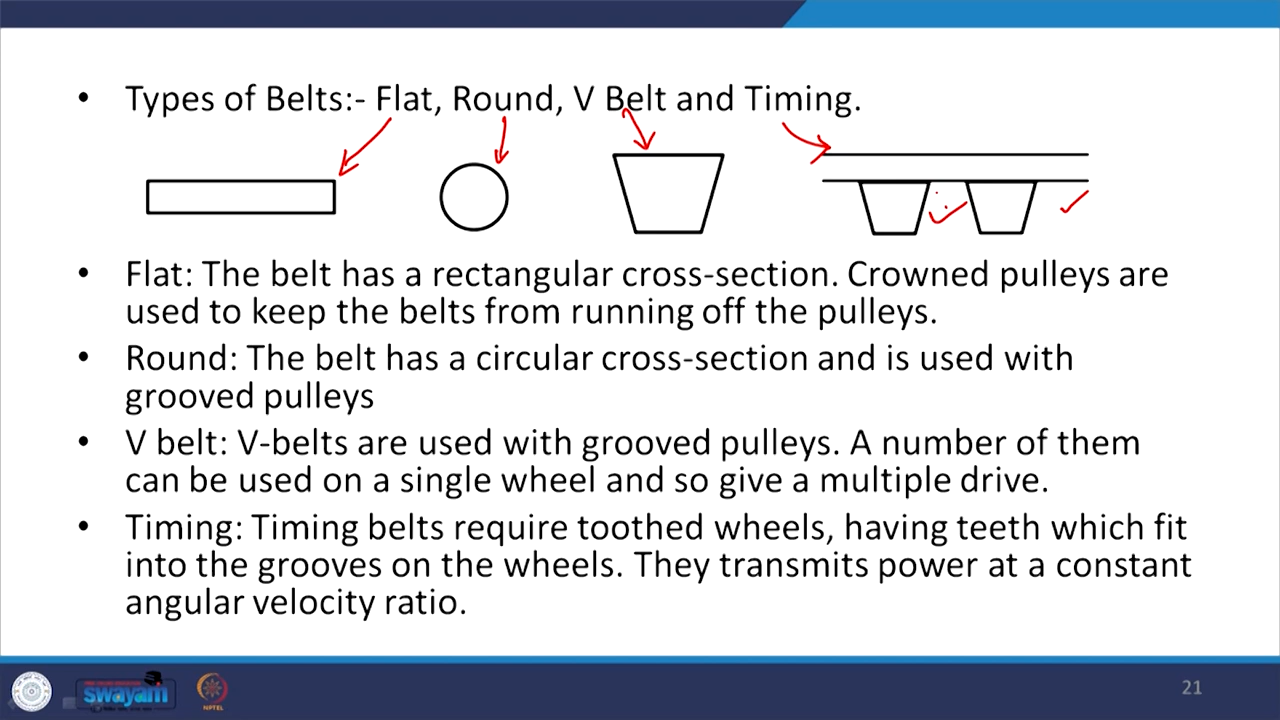 • Types of Belts:- Flat, Round, V Belt and Timing.
• Flat: The belt has a rectangular cross-section. Crowned pulleys are
used to keep the belts from running off the pulleys.
• Round: The belt has a circular cross-section and is used with
grooved pulleys
• V belt: V-belts are used with grooved pulleys. A number of them
can be used on a single wheel and so give a multiple drive.
• Timing: Timing belts require toothed wheels, having teeth which fit
into the grooves on the wheels. They transmits power at a constant
angular velocity ratio.
swayam
NPTEL
21